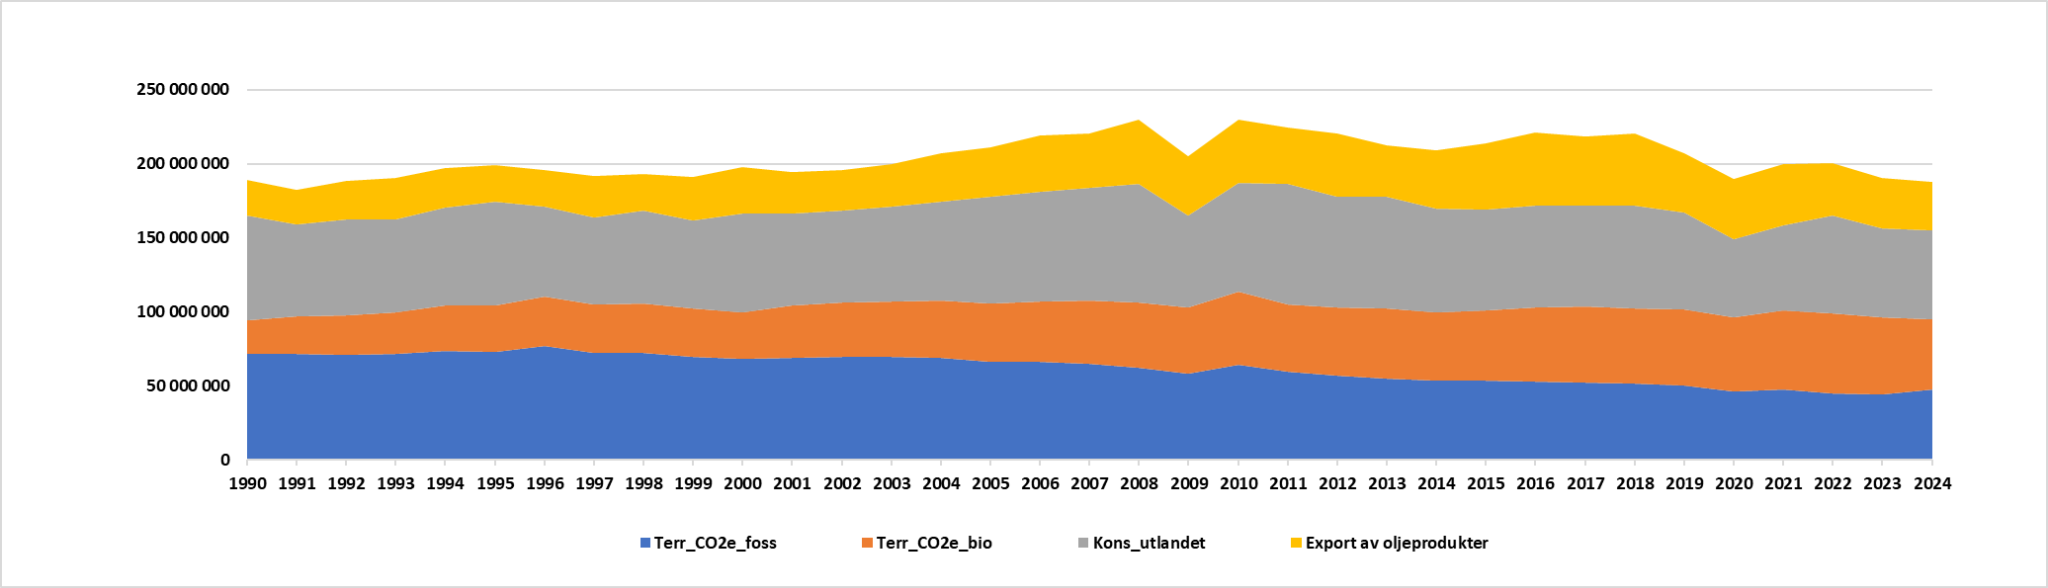 250 000 000
200 000 000
150 000 000
100 000 000
50 000 000
0
1990 1991 1992 1993 1994 1995 1996 1997 1998 1999 2000 2001 2002 2003 2004 2005 2006 2007 2008 2009 2010 2011 2012 2013 2014 2015 2016 2017 2018 2019 2020 2021 2022 2023 2024
Terr_CO2e_foss Terr_CO2e_bio Kons_utlandet Export av oljeprodukter